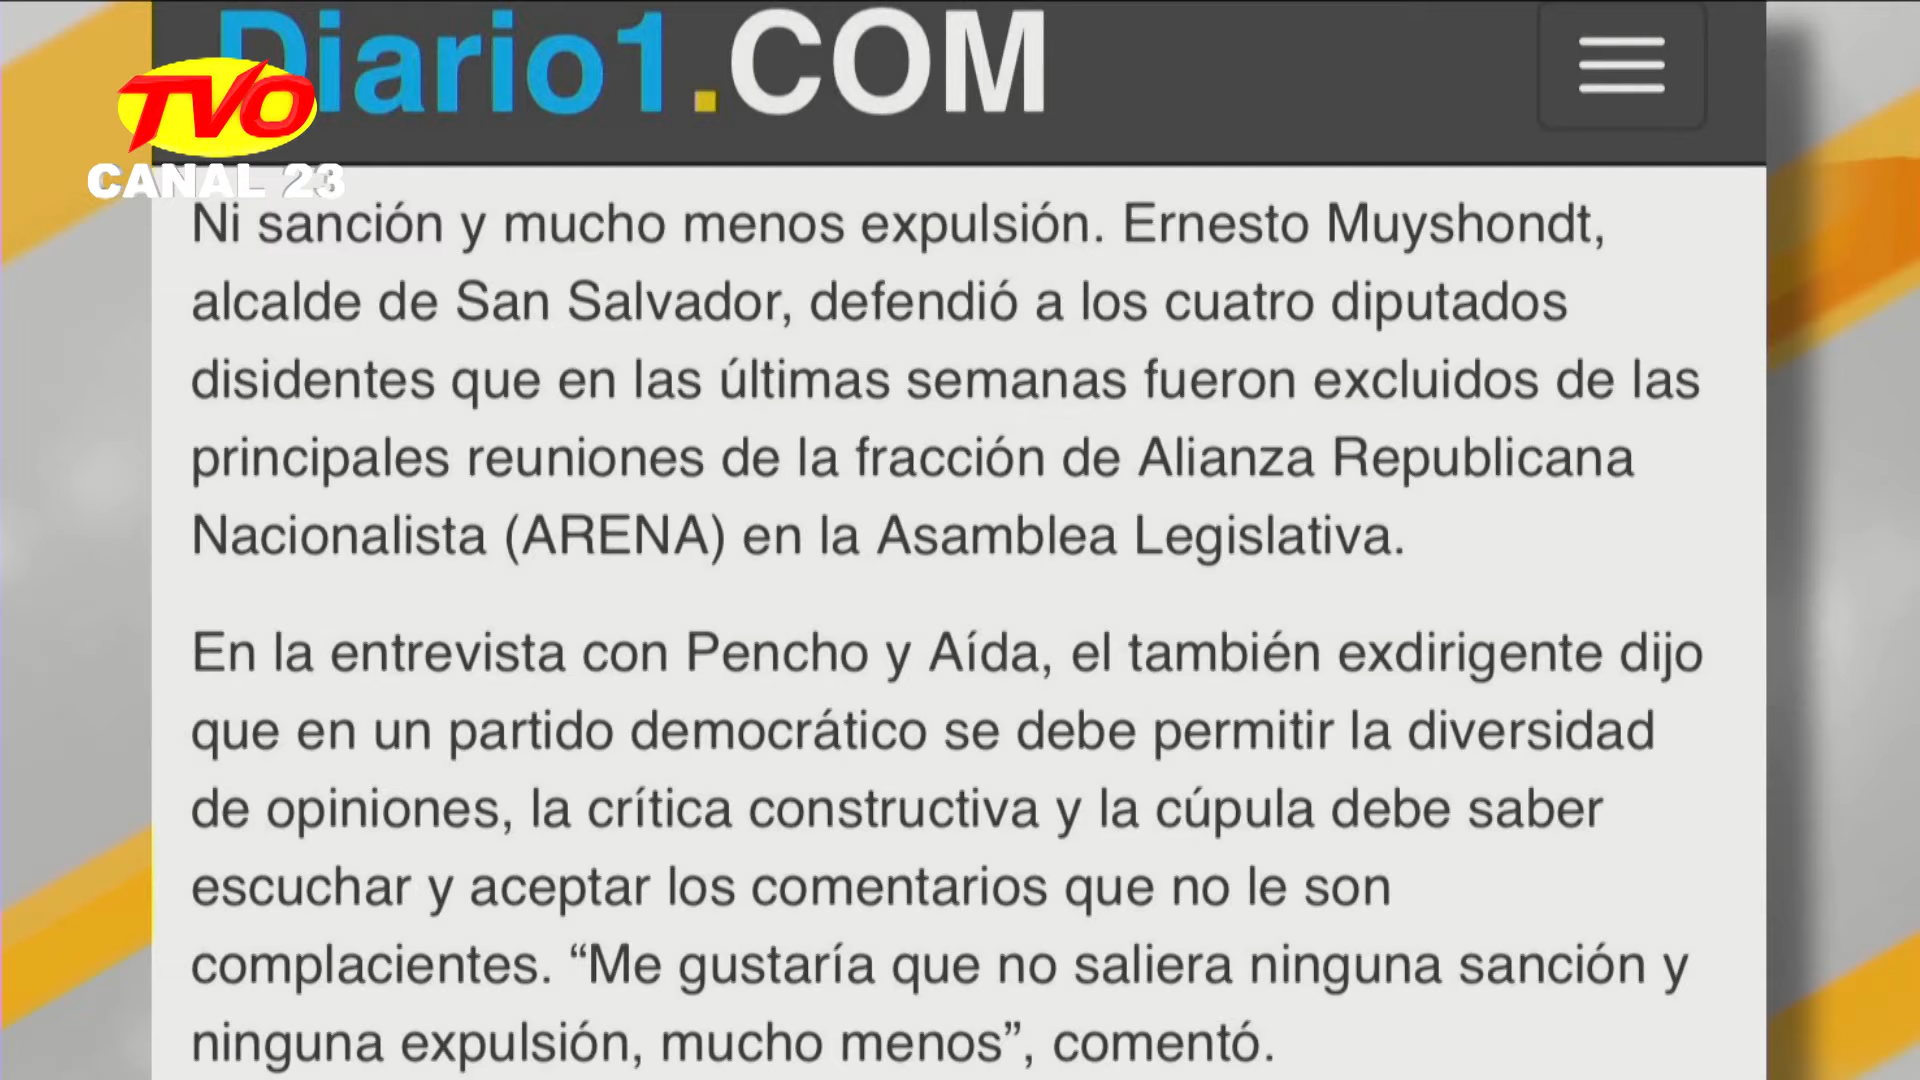 Diario1.COM
TVO
CANAL 23
Ni sanción y mucho menos expulsión. Ernesto Muyshondt,
alcalde de San Salvador, defendió a los cuatro diputados
disidentes que en las últimas semanas fueron excluidos de las
principales reuniones de la fracción de Alianza Republicana
Nacionalista (ARENA) en la Asamblea Legislativa.
En la entrevista con Pencho y Aída, el también exdirigente dijo
que en un partido democrático se debe permitir la diversidad
de opiniones, la crítica constructiva y la cúpula debe saber
escuchar y aceptar los comentarios que no le son
complacientes. “Me gustaría que no saliera ninguna sanción y
ninguna expulsión, mucho menos”, comentó.